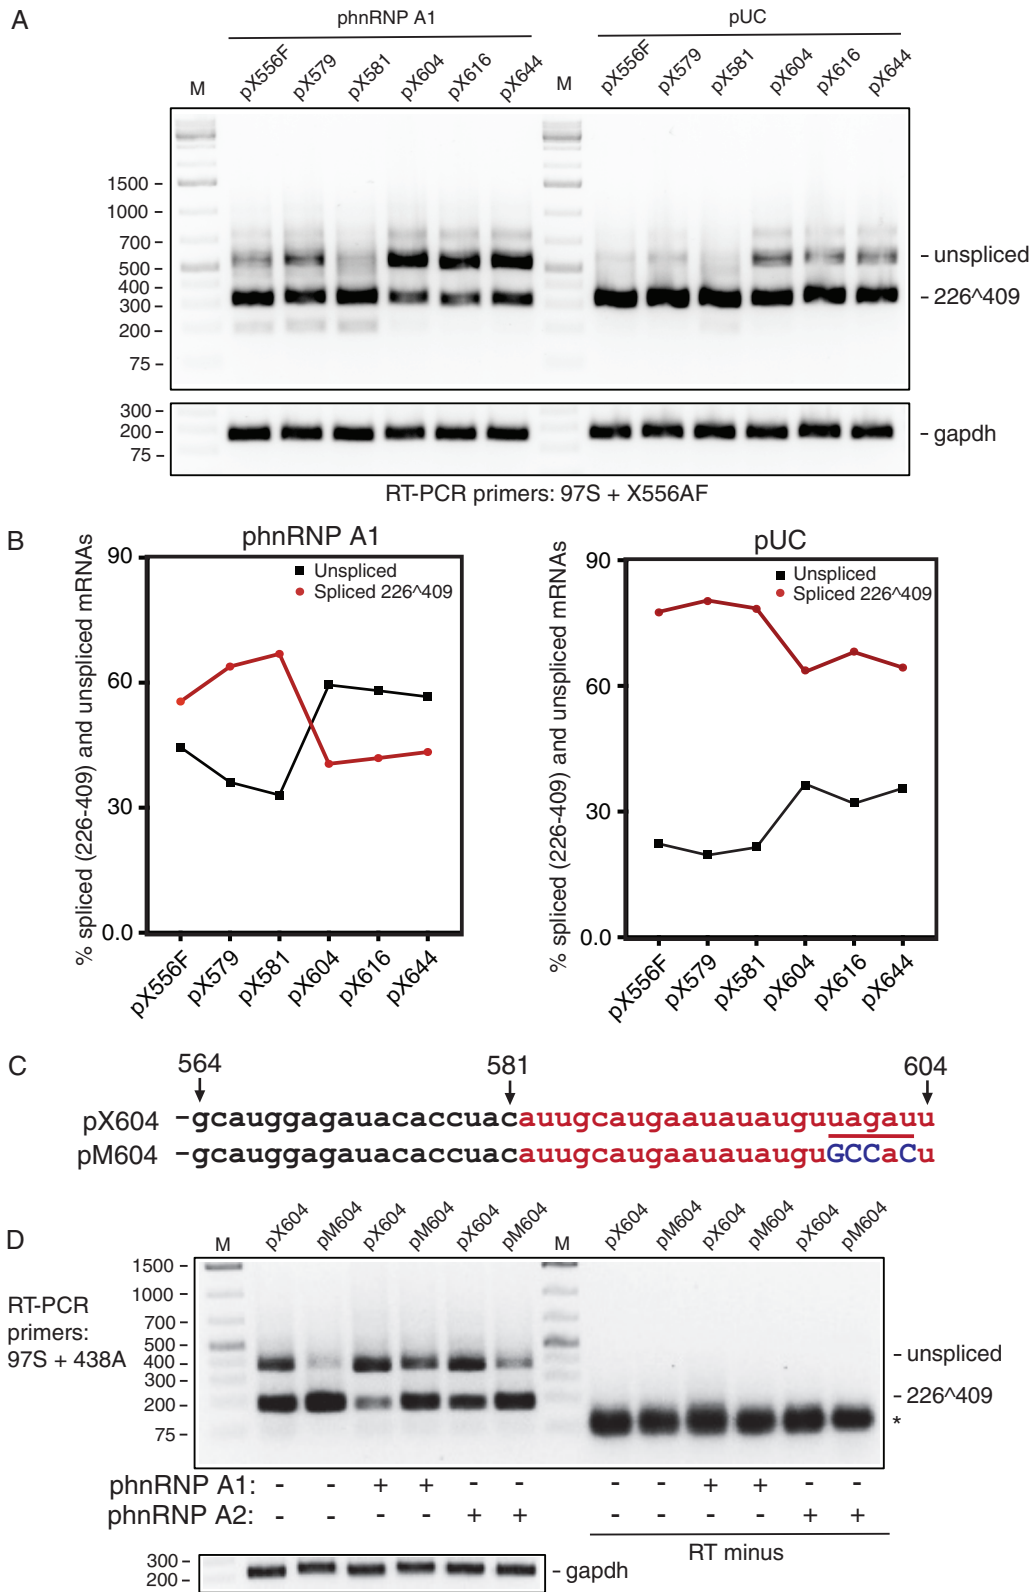 A
phnRNP A1
pUC
M pX556F pX579 pX581 pX604 pX616 pX644 M pX556F pX579 pX581 pX604 pX616 pX644
1500
1000
700
500
400
300
200
75
unspliced
226^409
300
200
75
gapdh
RT-PCR primers: 97S + X556AF
B
phnRNP A1
% spliced (226-409) and unspliced mRNAs
90
60
30
0.0
Unspliced
Spliced 226^409
pX556F pX579 pX581 pX604 pX616 pX644
pUC
% spliced (226-409) and unspliced mRNAs
90
60
30
0.0
Unspliced
Spliced 226^409
pX556F pX579 pX581 pX604 pX616 pX644
C
564 581 604
pX604 -gcauggagauacaccuacauugcaugaauauauguuagauu
pM604 -gcauggagauacaccuacauugcaugaauauauguGCCaCu
D
RT-PCR
primers:
97S + 438A
M pX604 pM604 pX604 pM604 pX604 pM604 M pX604 pM604 pX604 pM604 pX604 pM604
1500
1000
700
500
400
300
200
75
unspliced
226^409
*
phnRNP A1: - - + + - - - - + + - -
phnRNP A2: - - - - + + - - - - + +
RT minus
300
200
gapdh